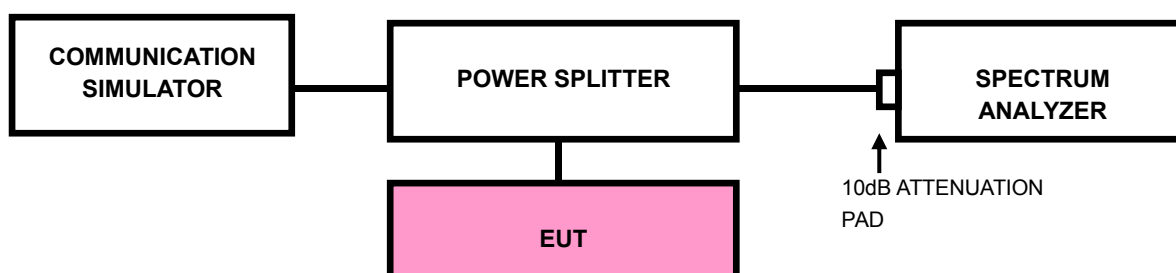 COMMUNICATION
SIMULATOR
POWER SPLITTER
SPECTRUM
ANALYZER
10dB ATTENUATION
PAD
EUT